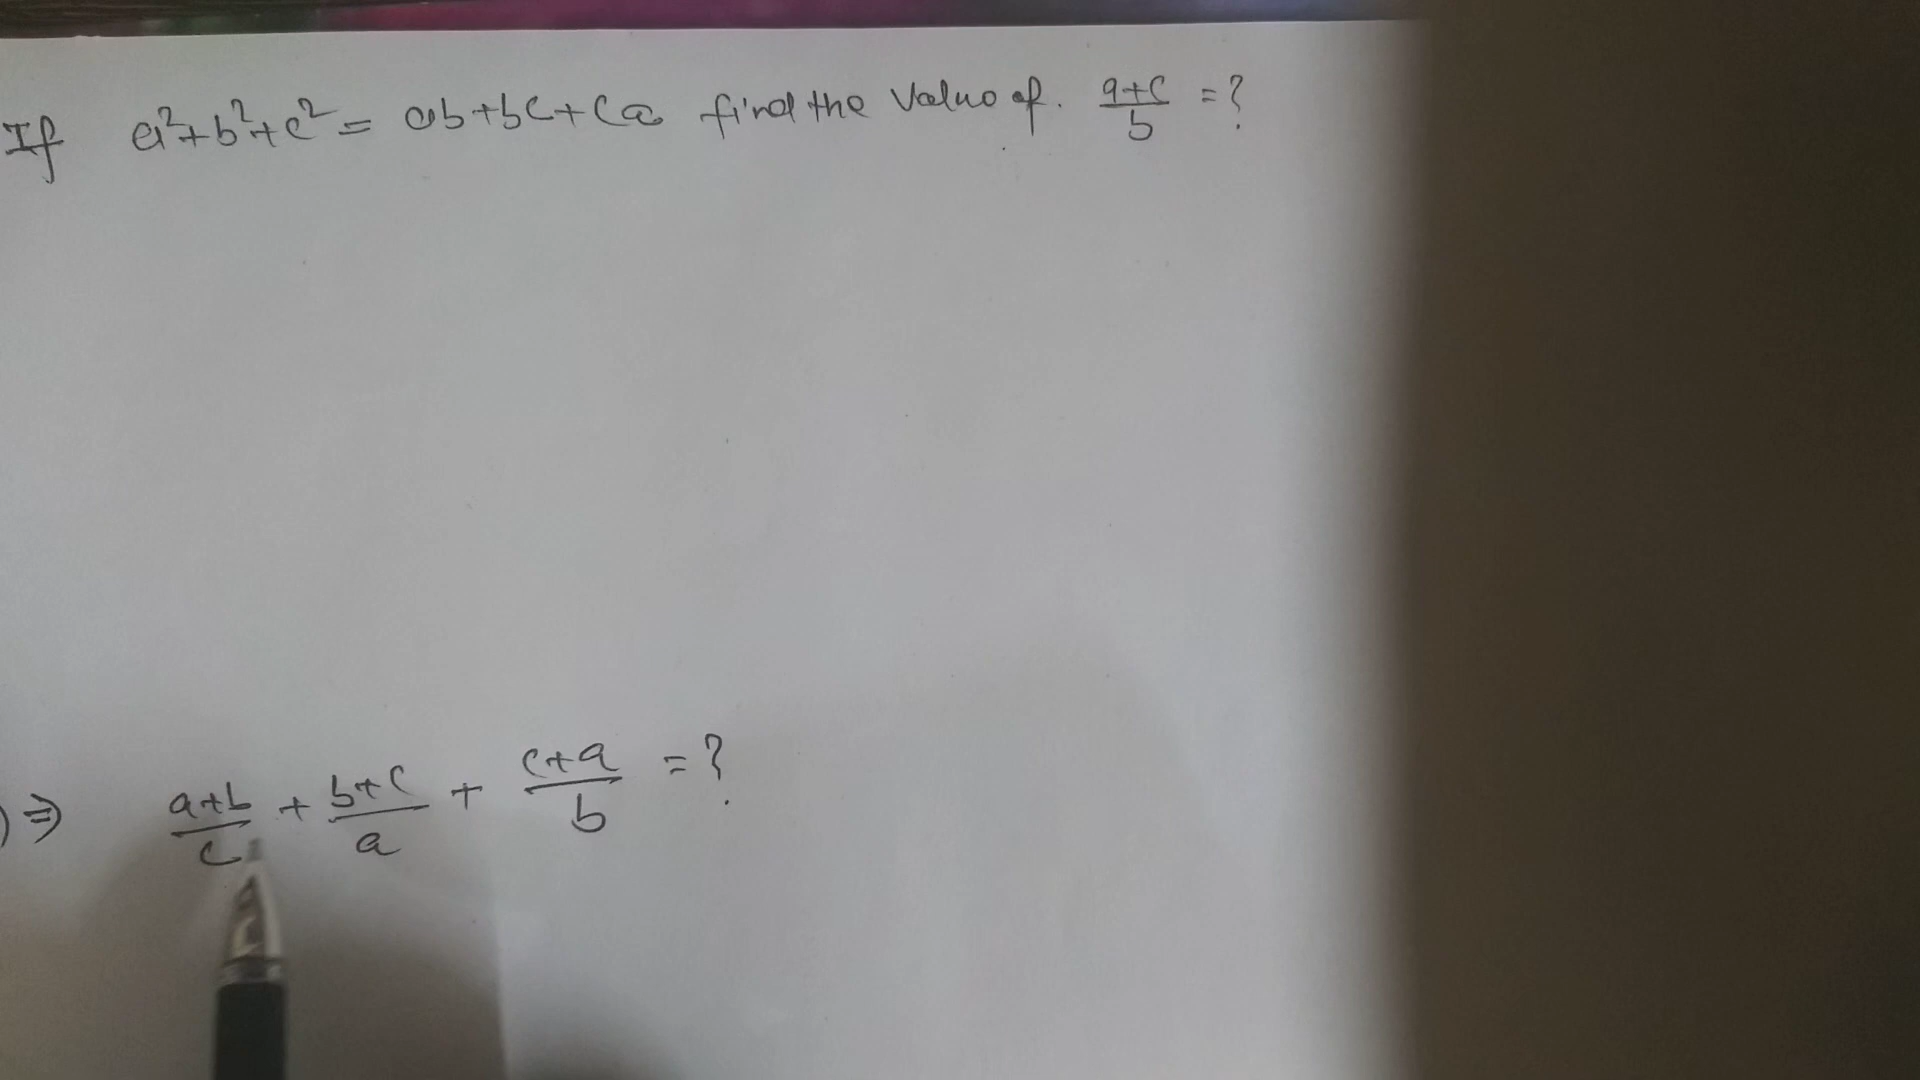 If a²+b²+c² = ab+bc+ca find the Value of. a+c/b = ?
)⇒ a+b/c + b+c/a + c+a/b = ?